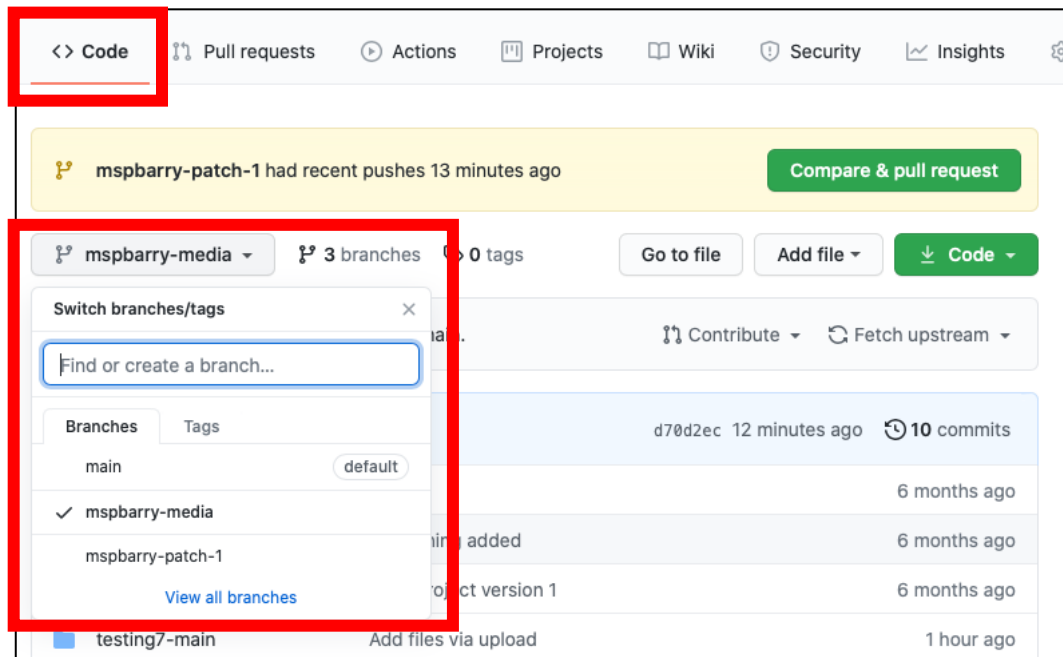 <> Code Pull requests Actions Projects Wiki Security Insights
mspbarry-patch-1 had recent pushes 13 minutes ago Compare & pull request
mspbarry-media 3 branches 0 tags Go to file Add file Code
Switch branches/tags
Contribute Fetch upstream
Find or create a branch...
Branches Tags
d70d2ec 12 minutes ago 10 commits
main default
6 months ago
mspbarry-media
added 6 months ago
mspbarry-patch-1
version 1 6 months ago
View all branches
testing7-main Add files via upload 1 hour ago